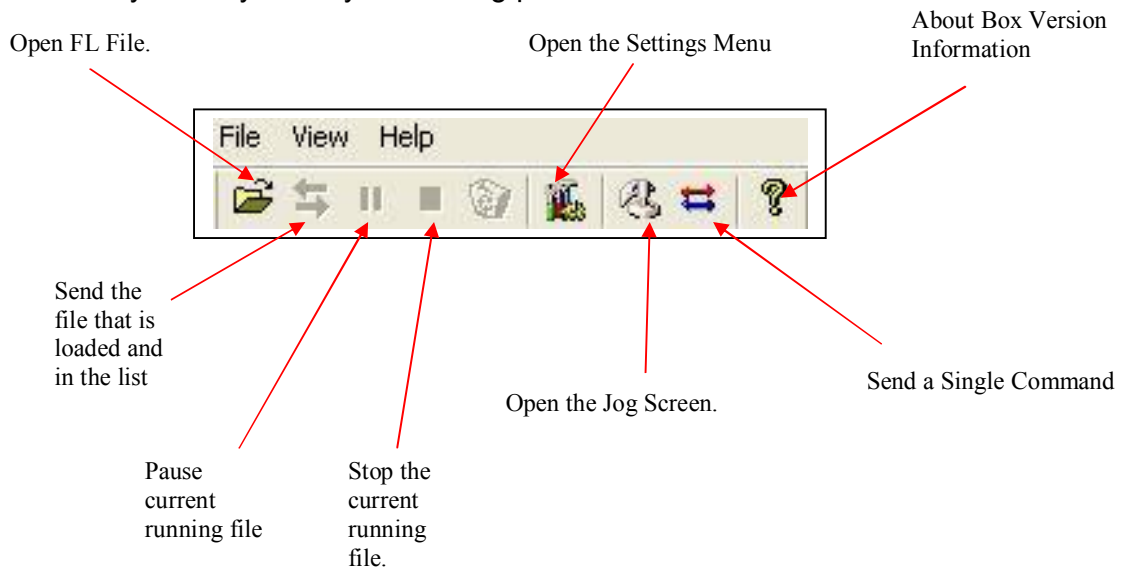 About Box Version
Information
Open FL File.
Open the Settings Menu
File View Help
Send the
file that is
loaded and
in the list
Send a Single Command
Open the Jog Screen.
Pause
current
running file
Stop the
current
running
file.